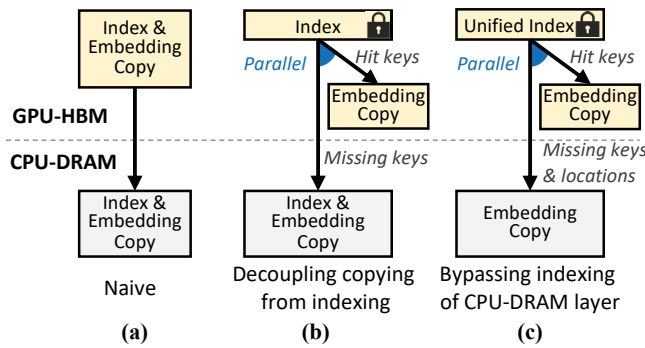 Index &
Embedding
Copy
GPU-HBM
CPU-DRAM
Index &
Embedding
Copy
Naive
(a)
Index
Parallel
Hit keys
Embedding
Copy
Missing keys
Index &
Embedding
Copy
Decoupling copying
from indexing
(b)
Unified Index
Parallel
Hit keys
Embedding
Copy
Missing keys
& locations
Embedding
Copy
Bypassing indexing
of CPU-DRAM layer
(c)